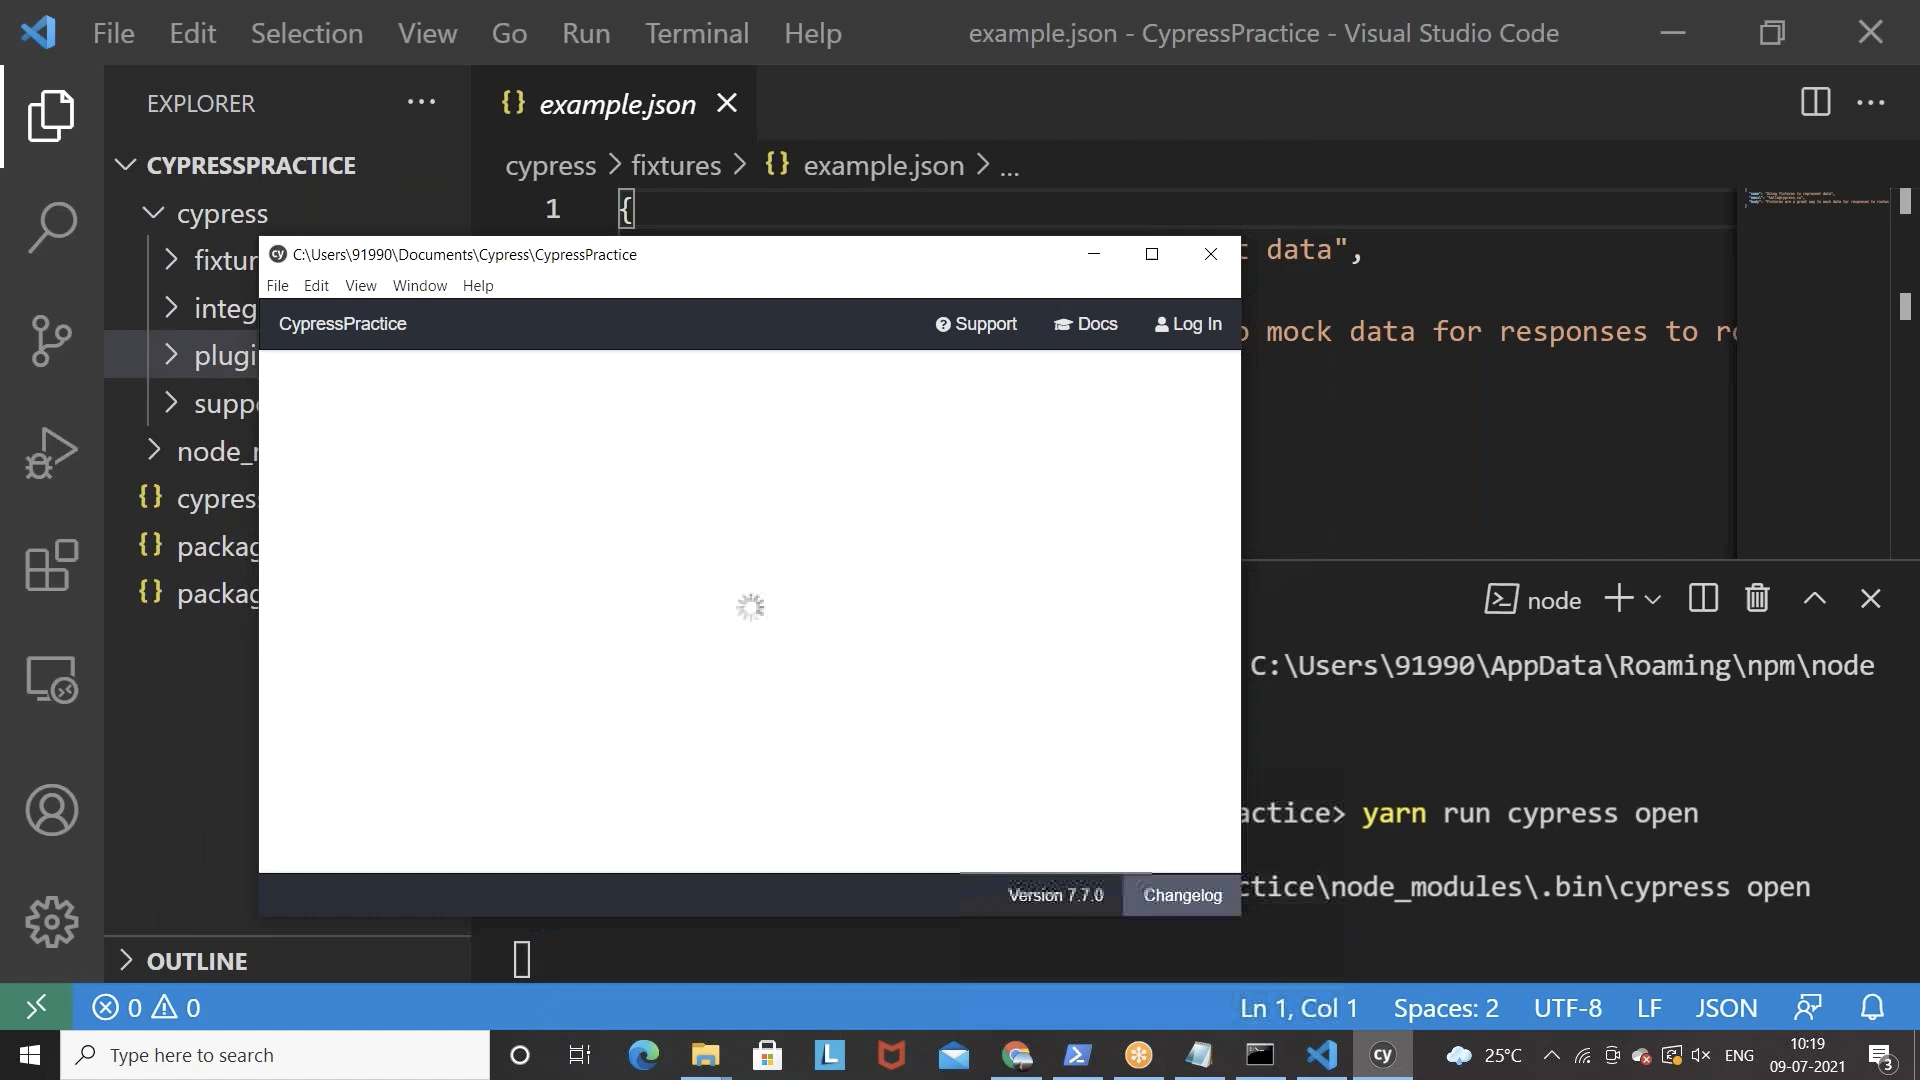 File Edit Selection View Go Run Terminal Help
example.json - CypressPractice - Visual Studio Code
EXPLORER
CYPRESSPRACTICE
cypress
fixtur
integ
plugi
supp
node_
cypres
packag
packag
OUTLINE
{} example.json
cypress > fixtures > {} example.json > ...
1 {
t data",
mock data for responses to r
cy C:\Users\91990\Documents\Cypress\CypressPractice
File Edit View Window Help
CypressPractice
Support Docs Log In
Version 7.7.0 Changelog
node
C:\Users\91990\AppData\Roaming\npm\node
actice> yarn run cypress open
ctice\node_modules\.bin\cypress open
0 0
Ln 1, Col 1 Spaces: 2 UTF-8 LF JSON
Type here to search
L
cy
25°C
ENG
10:19
09-07-2021
3